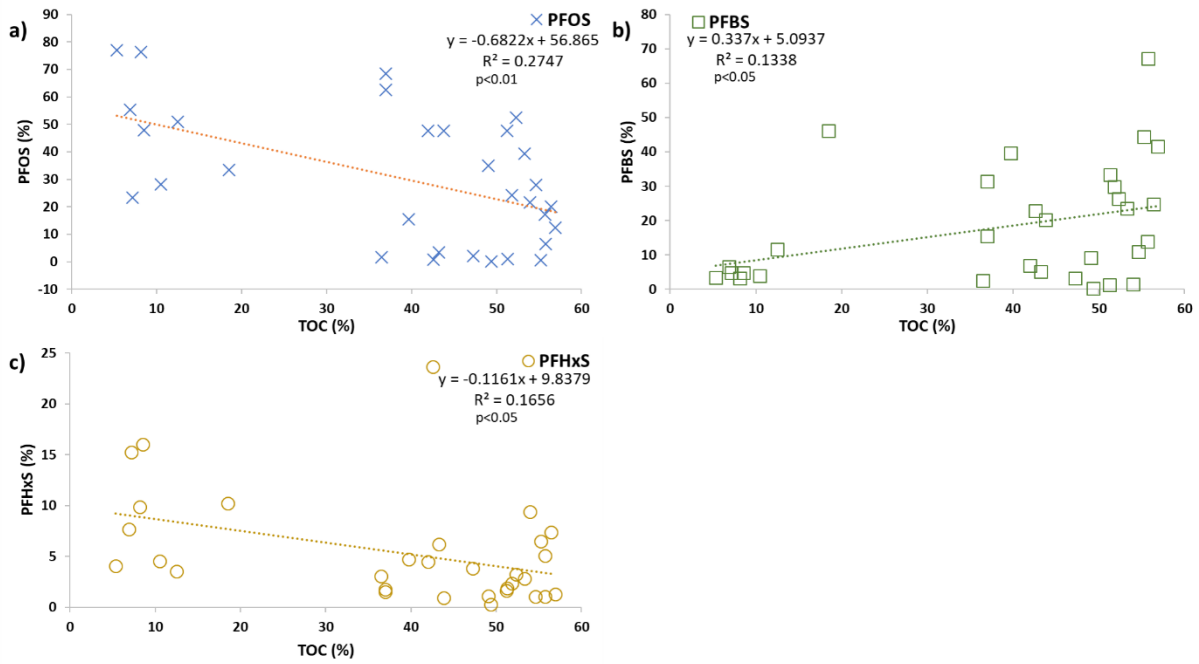 a)
PFOS
y = -0.6822x + 56.865
R² = 0.2747
p<0.01
PFOS (%)
80
70
60
50
40
30
20
10
0
-10
0 10 20 30 40 50 60
TOC (%)
b)
PFBS
y = 0.337x + 5.0937
R² = 0.1338
p<0.05
PFBS (%)
80
70
60
50
40
30
20
10
0
0 10 20 30 40 50 60
TOC (%)
c)
PFHxS
y = -0.1161x + 9.8379
R² = 0.1656
p<0.05
PFHxS (%)
25
20
15
10
5
0
0 10 20 30 40 50 60
TOC (%)